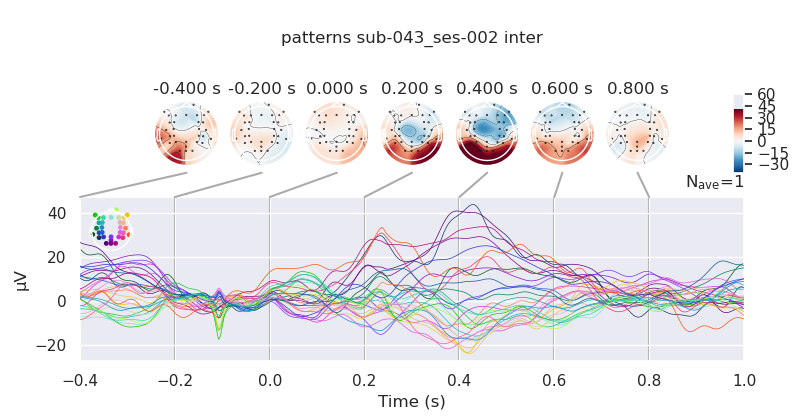 patterns sub-043_ses-002 inter
-0.400 s -0.200 s 0.000 s 0.200 s 0.400 s 0.600 s 0.800 s
60
45
30
15
0
−15
−30
Nave=1
40
20
0
−20
µV
−0.4 −0.2 0.0 0.2 0.4 0.6 0.8 1.0
Time (s)